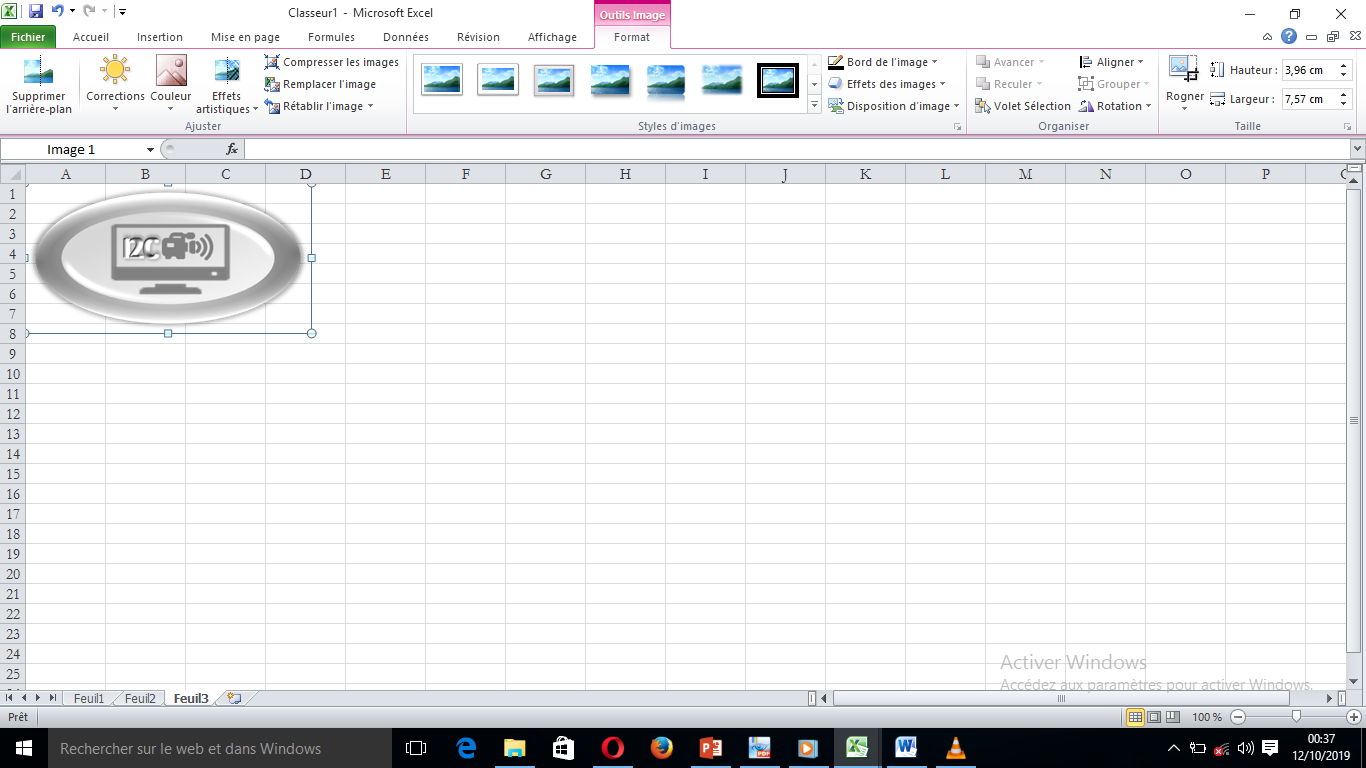 Classeur1 - Microsoft Excel
Outils Image
Fichier Accueil Insertion Mise en page Formules Données Révision Affichage Format
Supprimer l'arrière-plan
Corrections
Couleur
Effets artistiques
Compresser les images
Remplacer l'image
Rétablir l'image
Ajuster
Styles d'images
Bord de l'image
Effets des images
Disposition d'image
Avancer
Reculer
Volet Sélection
Aligner
Grouper
Rotation
Organiser
Rogner
Hauteur : 3,96 cm
Largeur : 7,57 cm
Taille
Image 1
fx
A B C D E F G H I J K L M N O P
1
2
3
4
5
6
7
8
9
10
11
12
13
14
15
16
17
18
19
20
21
22
23
24
25
I2C
Activer Windows
Accédez aux paramètres pour activer Windows.
Feuil1 Feuil2 Feuil3
Prêt
100 %
Rechercher sur le web et dans Windows
00:37
12/10/2019